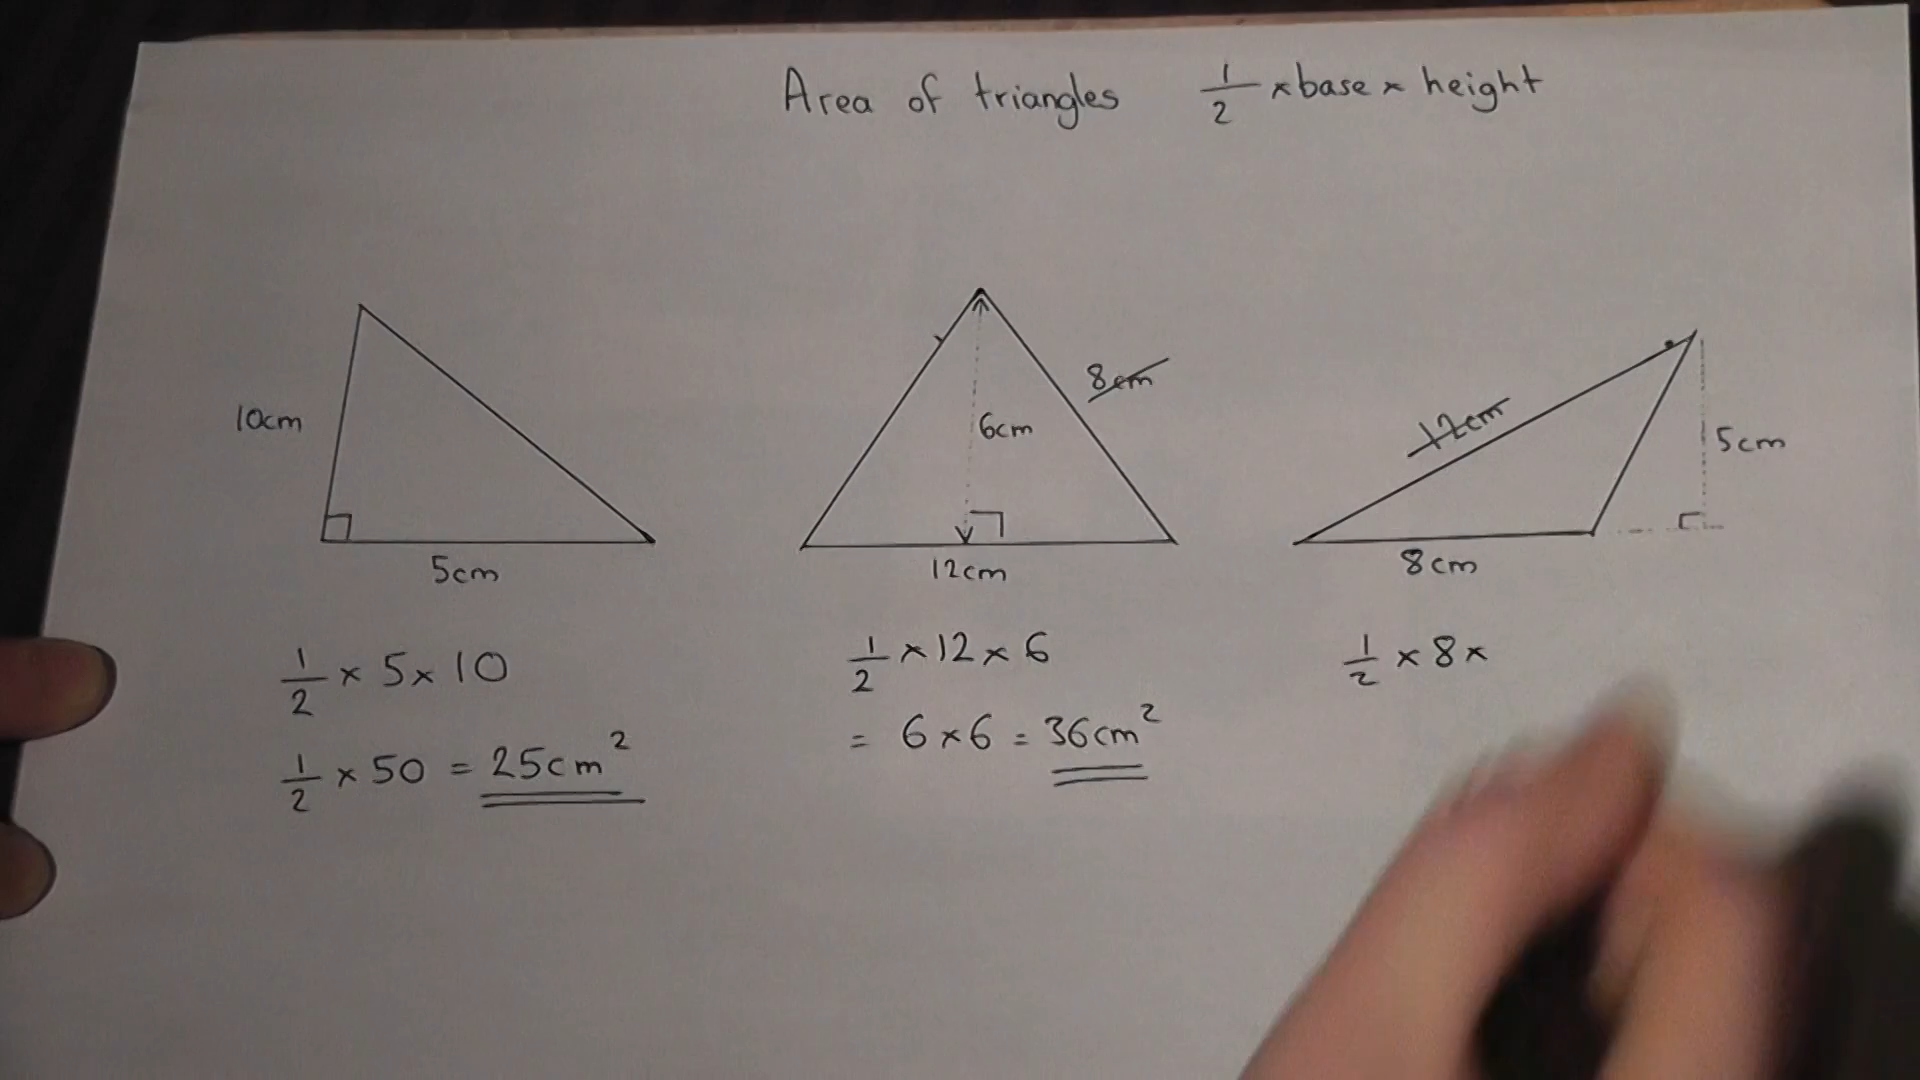 Area of triangles 1/2 × base × height
10cm
5cm
8cm
6cm
12cm
12cm
5cm
8cm
1/2 × 5 × 10
1/2 × 50 = 25cm²
1/2 × 12 × 6
= 6 × 6 = 36cm²
1/2 × 8 ×